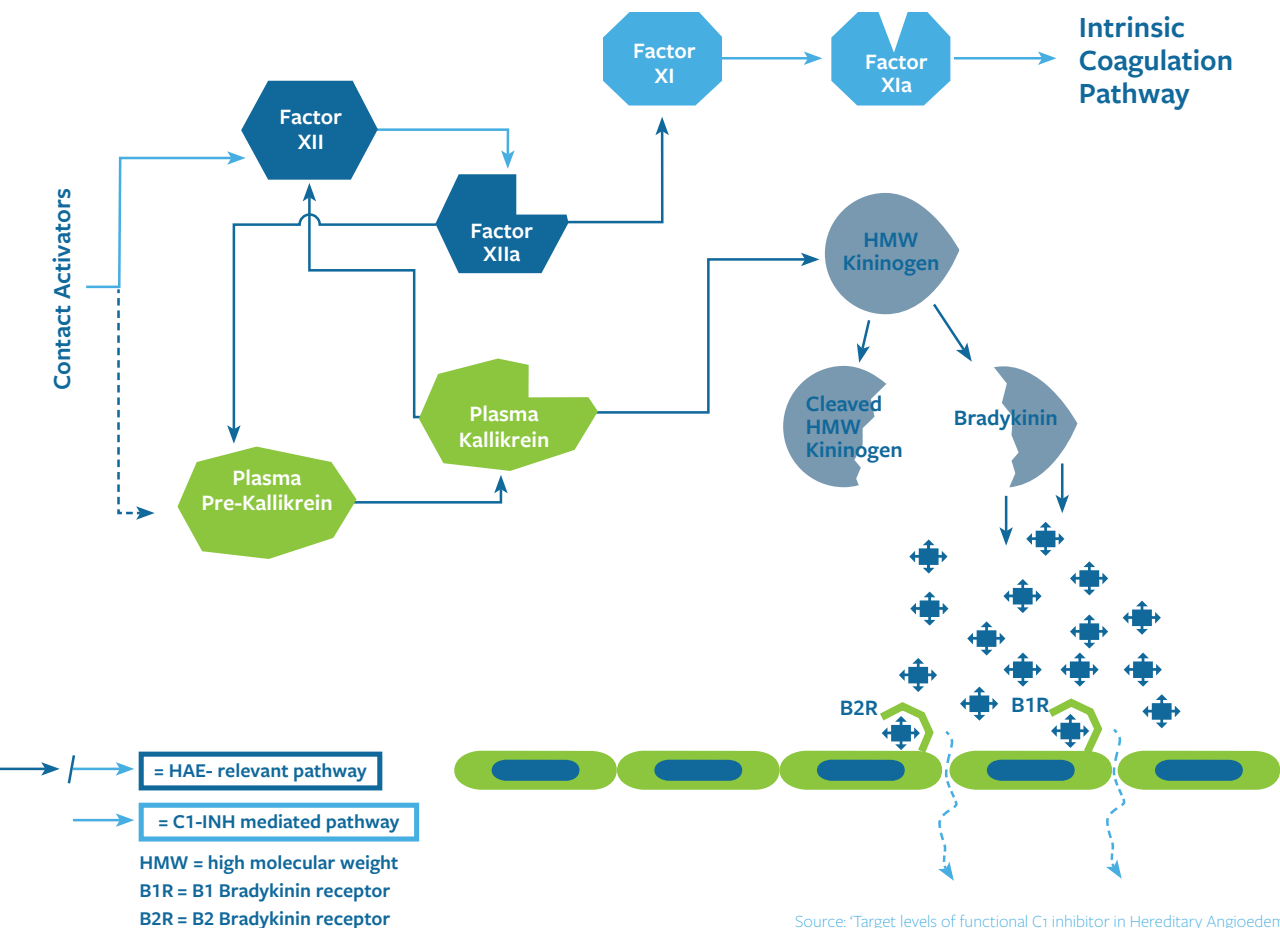 Intrinsic
Coagulation
Pathway
Factor
XI
Factor
XIa
Factor
XII
Factor
XIIa
Contact Activators
HMW
Kininogen
Cleaved
HMW
Kininogen
Bradykinin
Plasma
Kallikrein
Plasma
Pre-Kallikrein
B2R
B1R
= HAE- relevant pathway
= C1-INH mediated pathway
HMW = high molecular weight
B1R = B1 Bradykinin receptor
B2R = B2 Bradykinin receptor
Source: ‘Target levels of functional C1 inhibitor in Hereditary